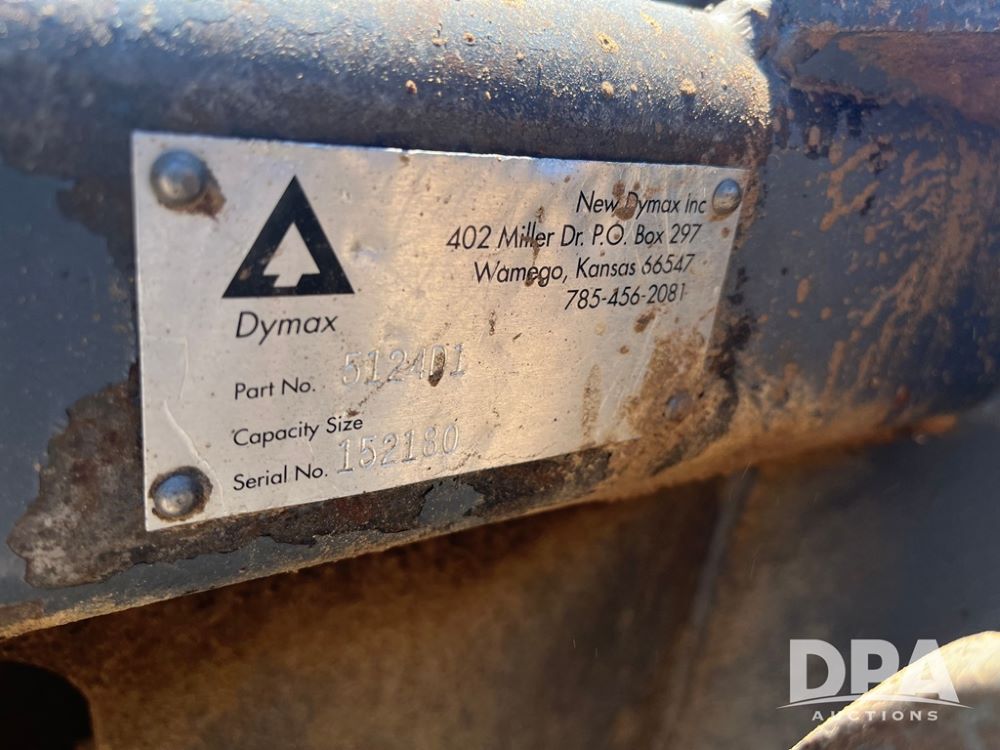 New Dymax Inc
402 Miller Dr. P.O. Box 297
Wamego, Kansas 66547
785-456-2081
Dymax
Part No. 5124D1
Capacity Size
Serial No. 152180
DPA
AUCTIONS